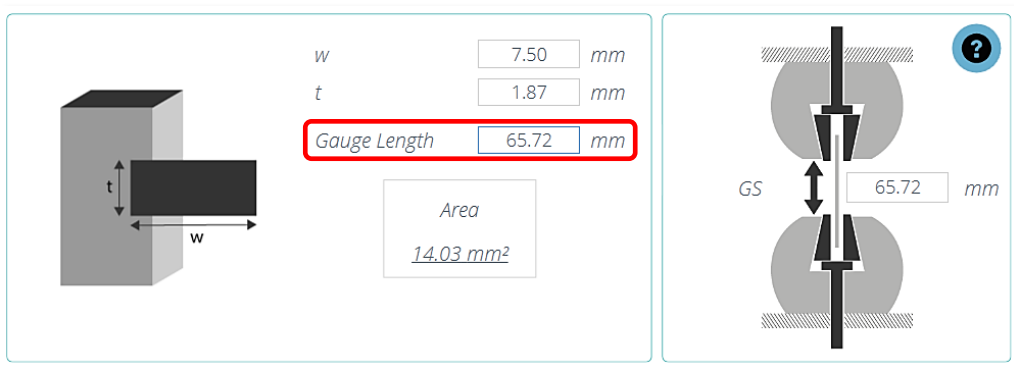 w 7.50 mm
t 1.87 mm
Gauge Length 65.72 mm
t
w
Area
14.03 mm²
?
GS 65.72 mm